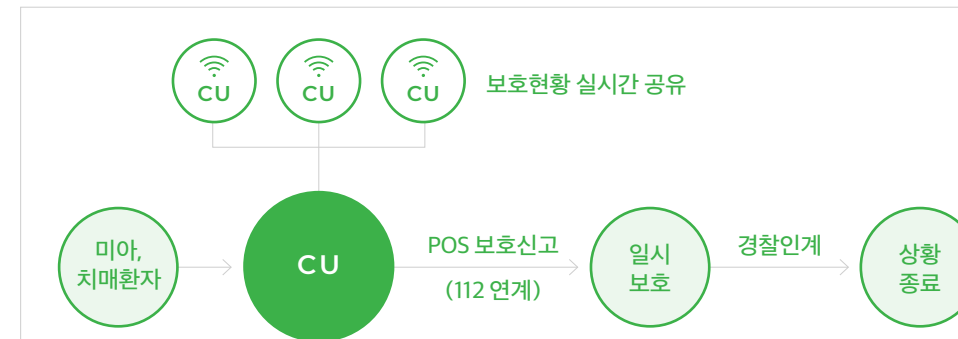 CU CU CU
보호현황 실시간 공유
미아,
치매환자
CU
POS 보호신고
(112 연계)
일시
보호
경찰인계
상황
종료